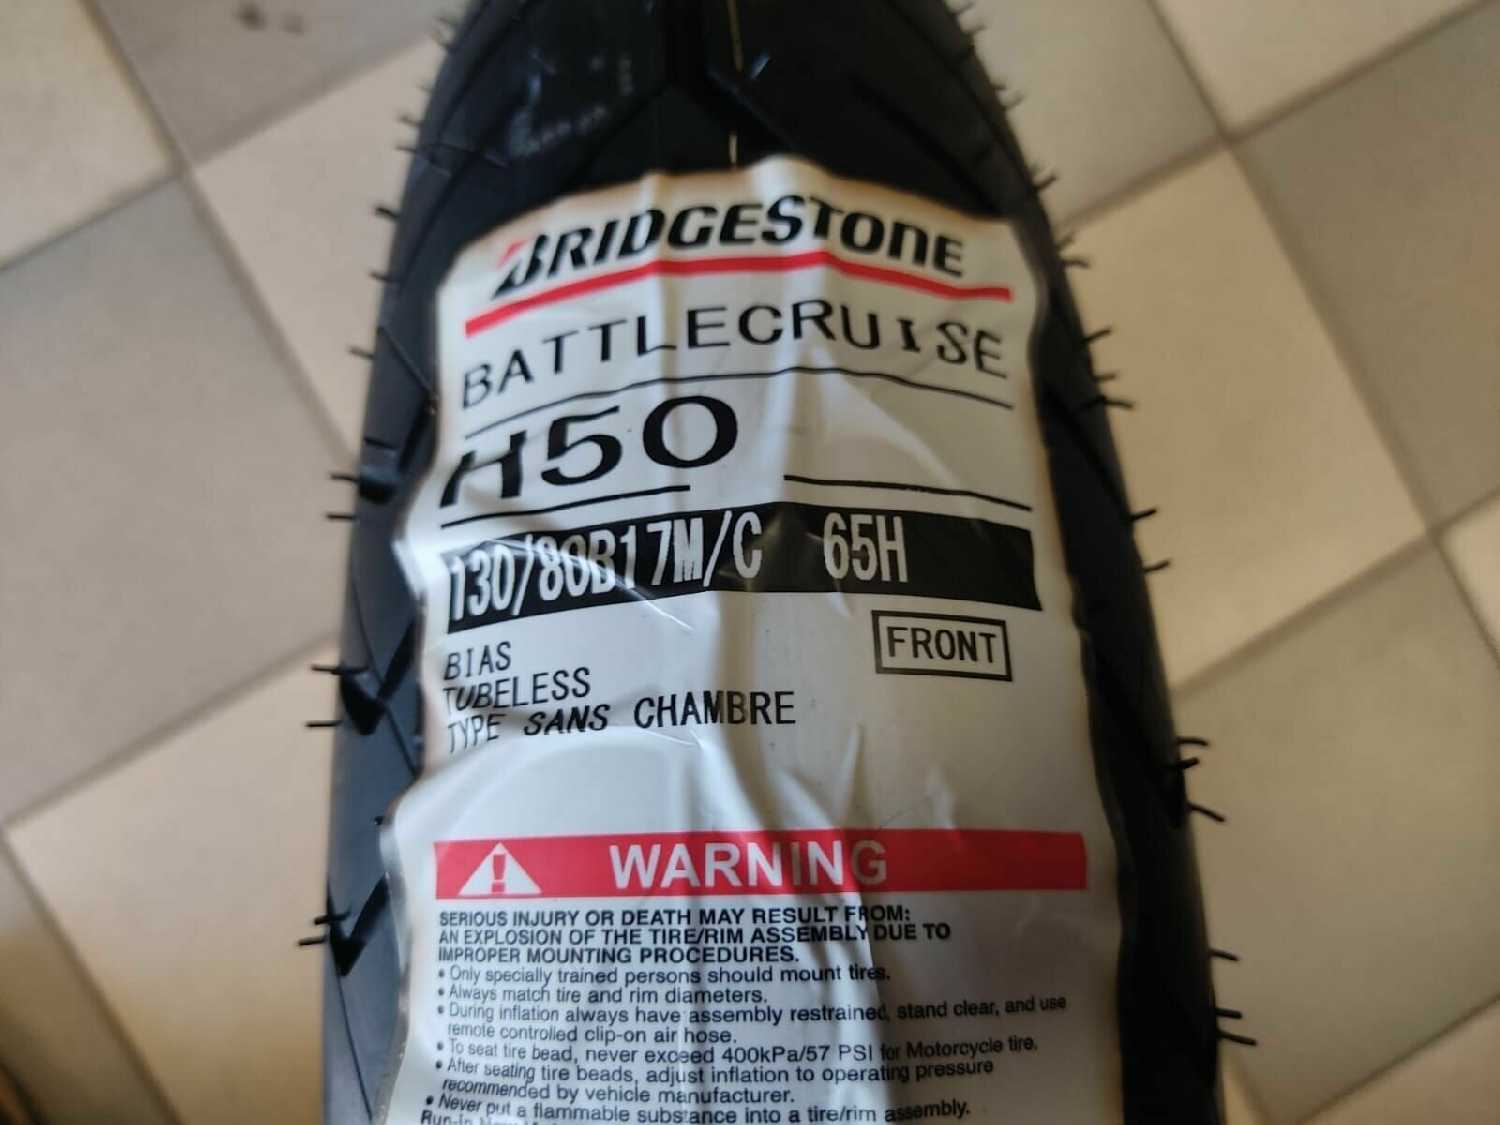 BRIDGESTONE
BATTLECRUISE
H50
130/80B17M/C 65H
FRONT
BIAS
TUBELESS
TYPE SANS CHAMBRE
WARNING
SERIOUS INJURY OR DEATH MAY RESULT FROM:
AN EXPLOSION OF THE TIRE/RIM ASSEMBLY DUE TO
IMPROPER MOUNTING PROCEDURES.
• Only specially trained persons should mount tires.
• Always match tire and rim diameters.
• During inflation always have assembly restrained, stand clear, and use
remote controlled clip-on air hose.
• To seat tire bead, never exceed 400kPa/57 PSI for Motorcycle tire.
• After seating tire beads, adjust inflation to operating pressure
recommended by vehicle manufacturer.
• Never put a flammable substance into a tire/rim assembly.
Run-in